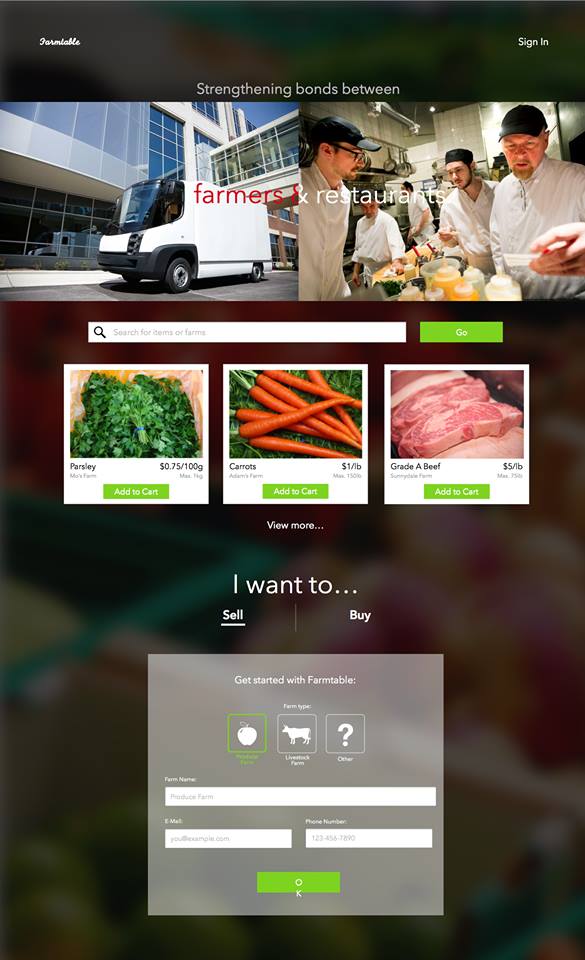 Farmtable
Sign In
Strengthening bonds between
farmers & restaurants
Search for items or farms
Go
Parsley $0.75/100g
Mo's Farm Max. 1kg
Add to Cart
Carrots $1/lb
Adam's Farm Max. 150lb
Add to Cart
Grade A Beef $5/lb
Sunnydale Farm Max. 75lb
Add to Cart
View more...
I want to...
Sell
Buy
Get started with Farmtable:
Farm type:
Produce
Farm
Livestock
Farm
?
Other
Farm Name:
Produce Farm
E-Mail:
you@example.com
Phone Number:
123-456-7890
O
K